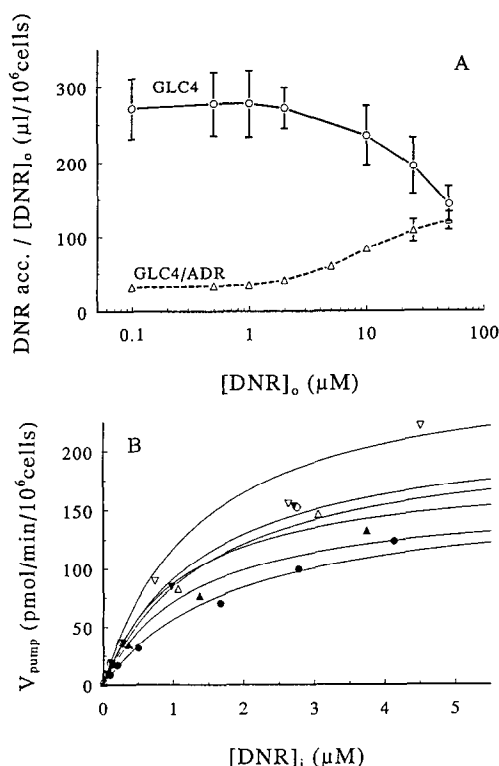 A
GLC4
GLC4/ADR
300
200
100
0
0.1
1
10
100
DNR acc. / [DNR]ₒ (μl/10⁶cells)
[DNR]ₒ (μM)
B
200
150
100
50
0
0
1
2
3
4
5
V_pump (pmol/min/10⁶cells)
[DNR]ᵢ (μM)